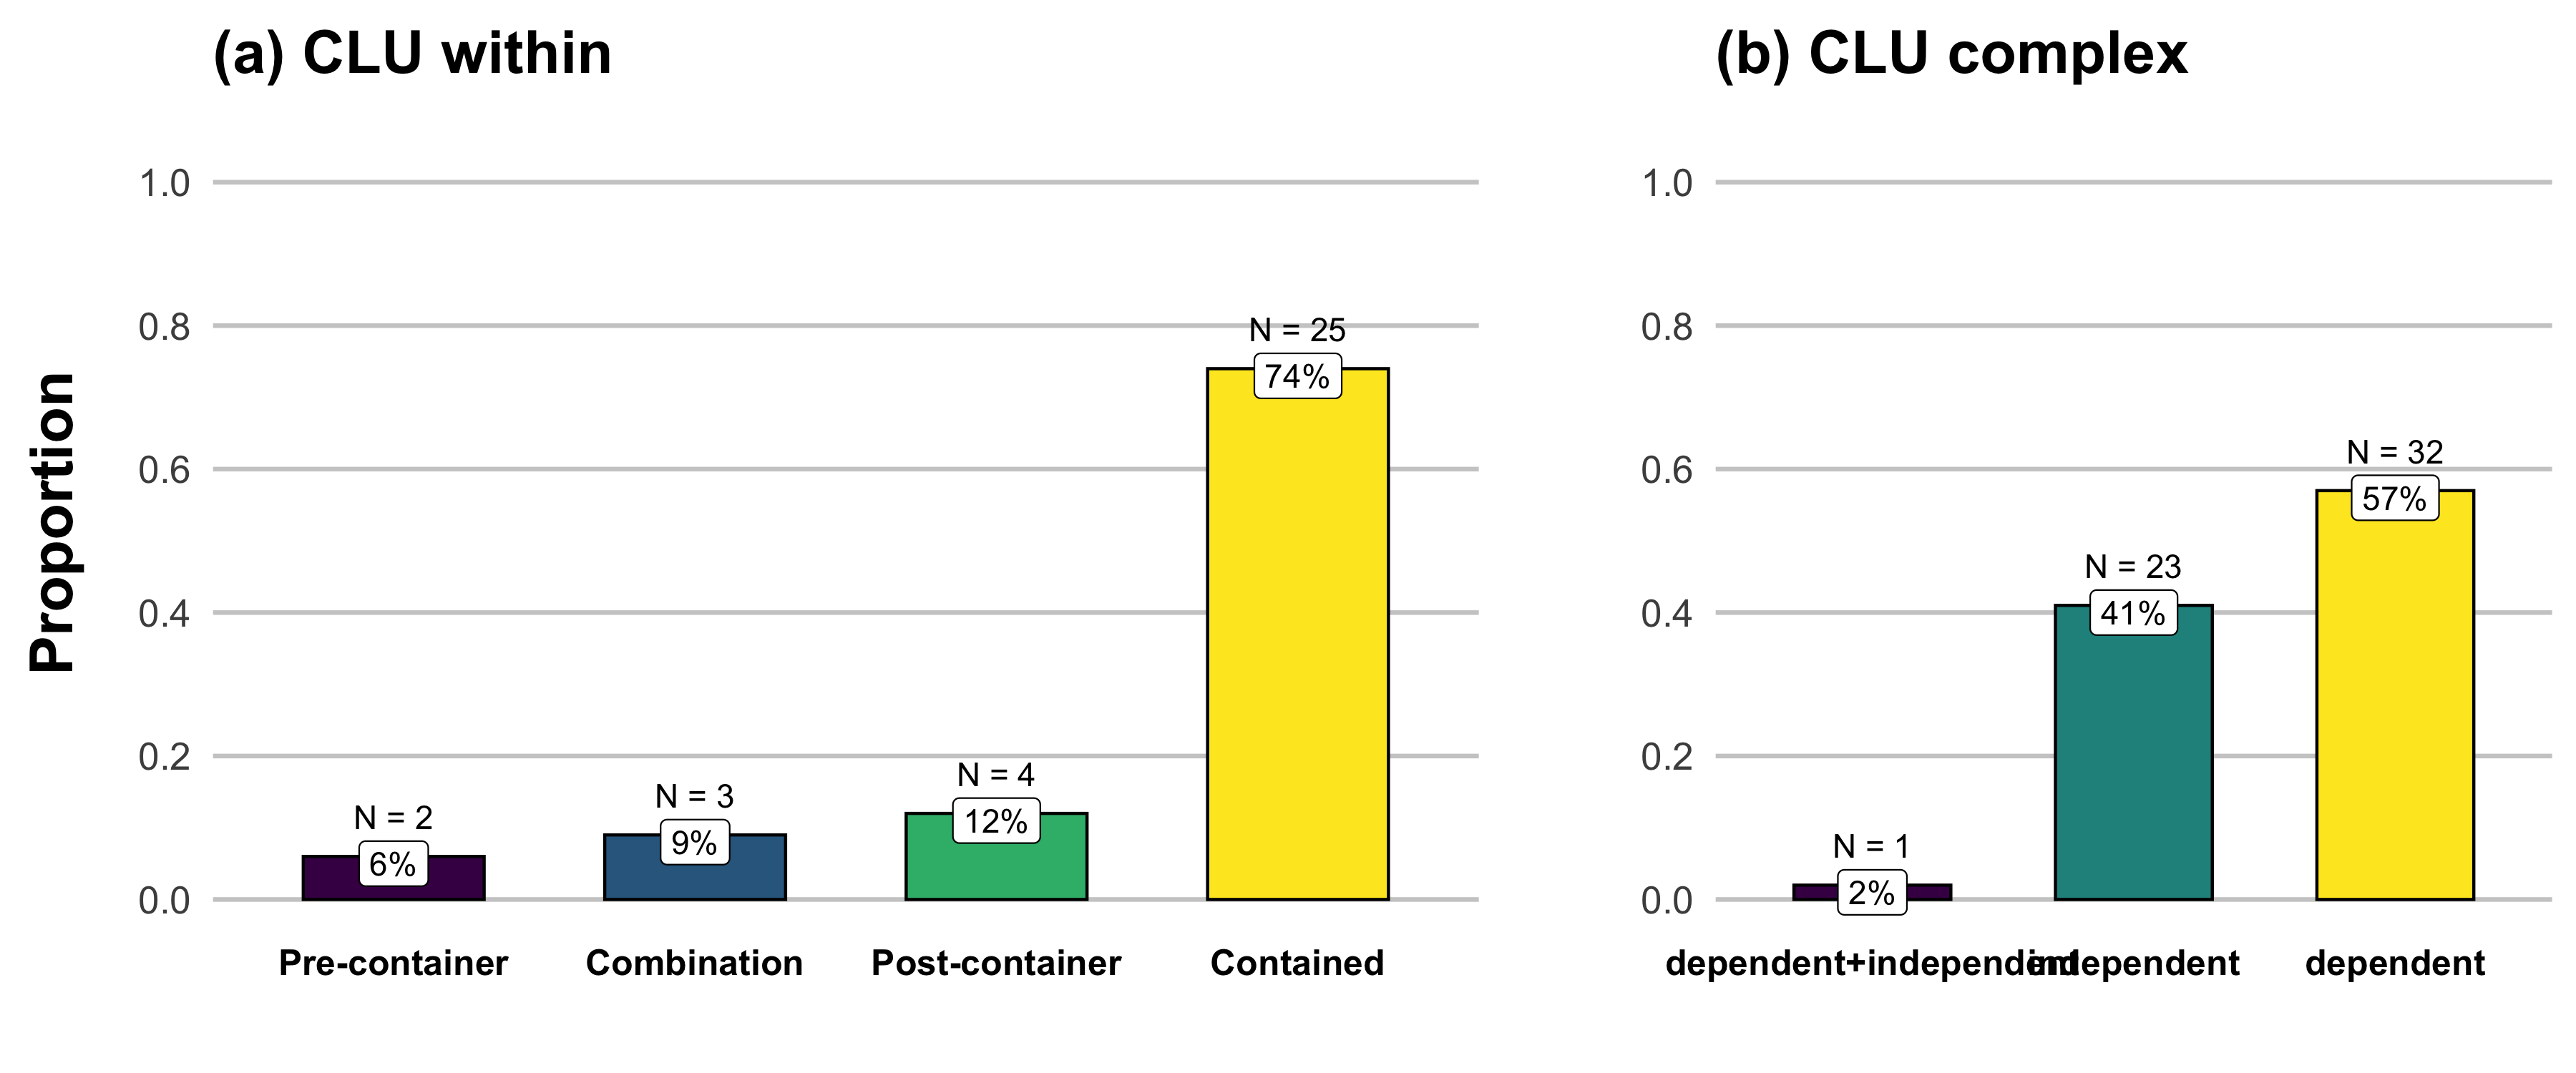 (a) CLU within
(b) CLU complex
Proportion
1.0
0.8
0.6
0.4
0.2
0.0
N = 2
6%
N = 3
9%
N = 4
12%
N = 25
74%
Pre-container
Combination
Post-container
Contained
1.0
0.8
0.6
0.4
0.2
0.0
N = 1
2%
N = 23
41%
N = 32
57%
dependent+independent
independent
dependent